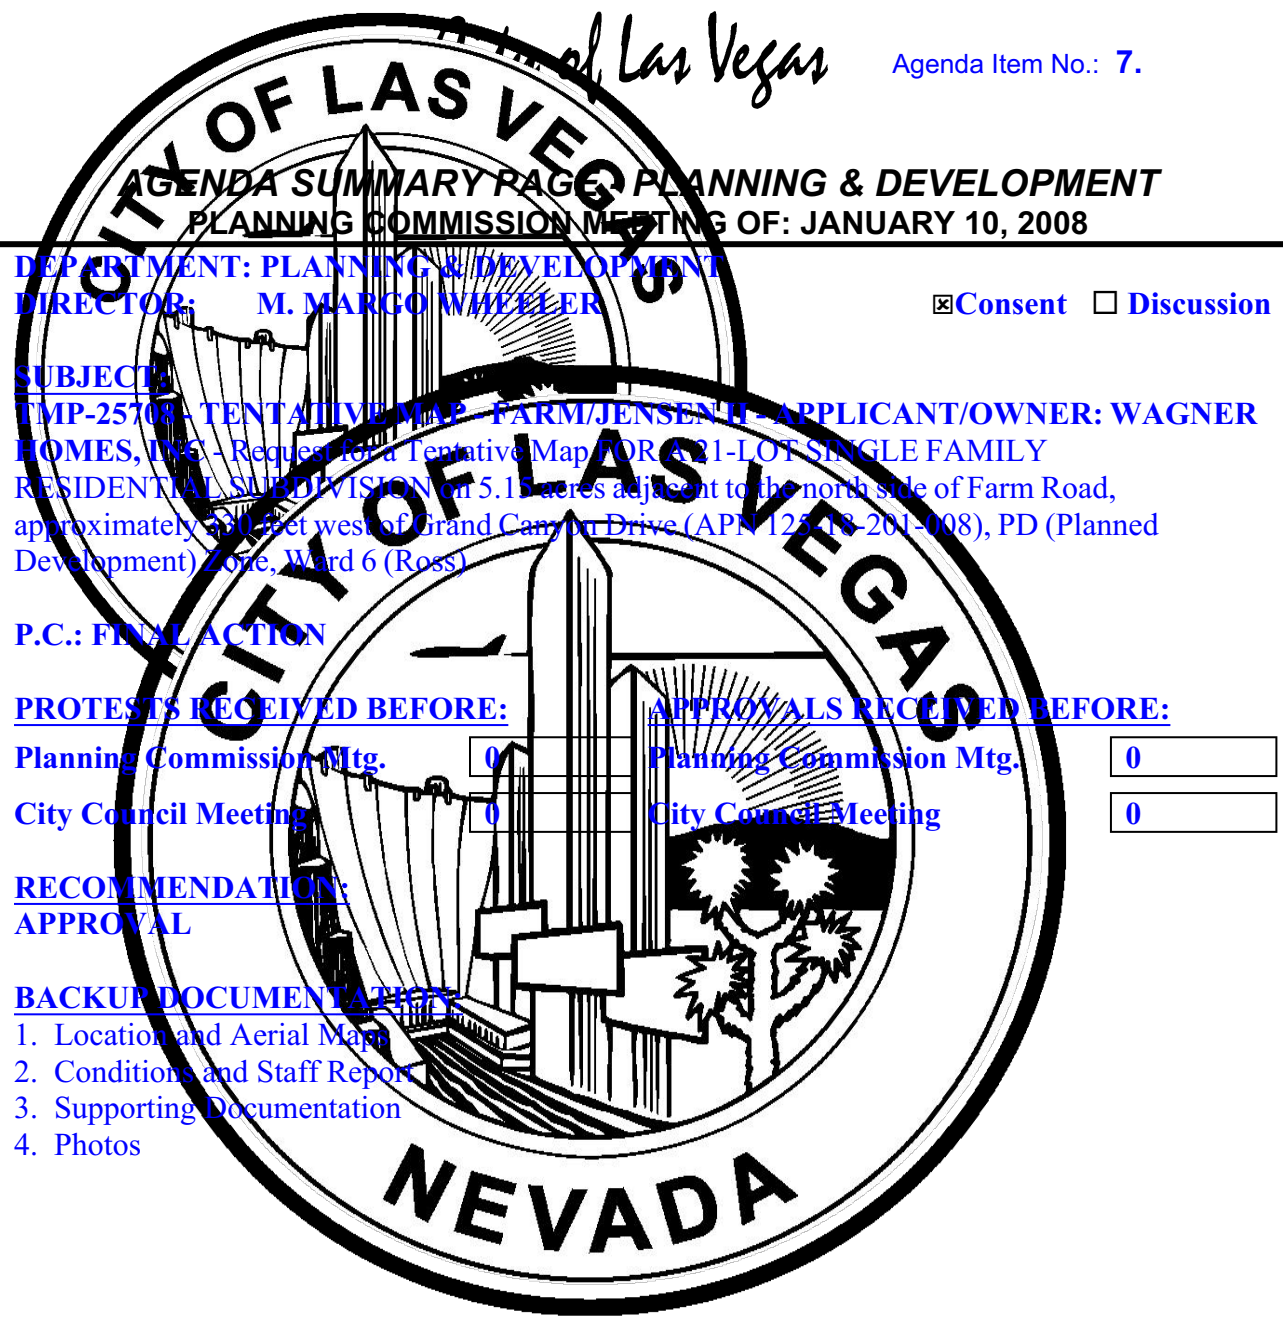 of Las Vegas
Agenda Item No.: 7.
CITY OF LAS VEGAS
AGENDA SUMMARY PAGE - PLANNING & DEVELOPMENT
PLANNING COMMISSION MEETING OF: JANUARY 10, 2008
DEPARTMENT: PLANNING & DEVELOPMENT
DIRECTOR: M. MARGO WHEELER ☒Consent ☐ Discussion
SUBJECT:
TMP-25708 - TENTATIVE MAP - FARM/JENSEN II - APPLICANT/OWNER: WAGNER
HOMES, INC - Request for a Tentative Map FOR A 21-LOT SINGLE FAMILY
RESIDENTIAL SUBDIVISION on 5.15 acres adjacent to the north side of Farm Road,
approximately 330 feet west of Grand Canyon Drive (APN 125-18-201-008), PD (Planned
Development) Zone, Ward 6 (Ross)
P.C.: FINAL ACTION
PROTESTS RECEIVED BEFORE: APPROVALS RECEIVED BEFORE:
Planning Commission Mtg. 0 Planning Commission Mtg. 0
City Council Meeting 0 City Council Meeting 0
RECOMMENDATION:
APPROVAL
BACKUP DOCUMENTATION:
1. Location and Aerial Maps
2. Conditions and Staff Report
3. Supporting Documentation
4. Photos
CITY OF LAS VEGAS
NEVADA